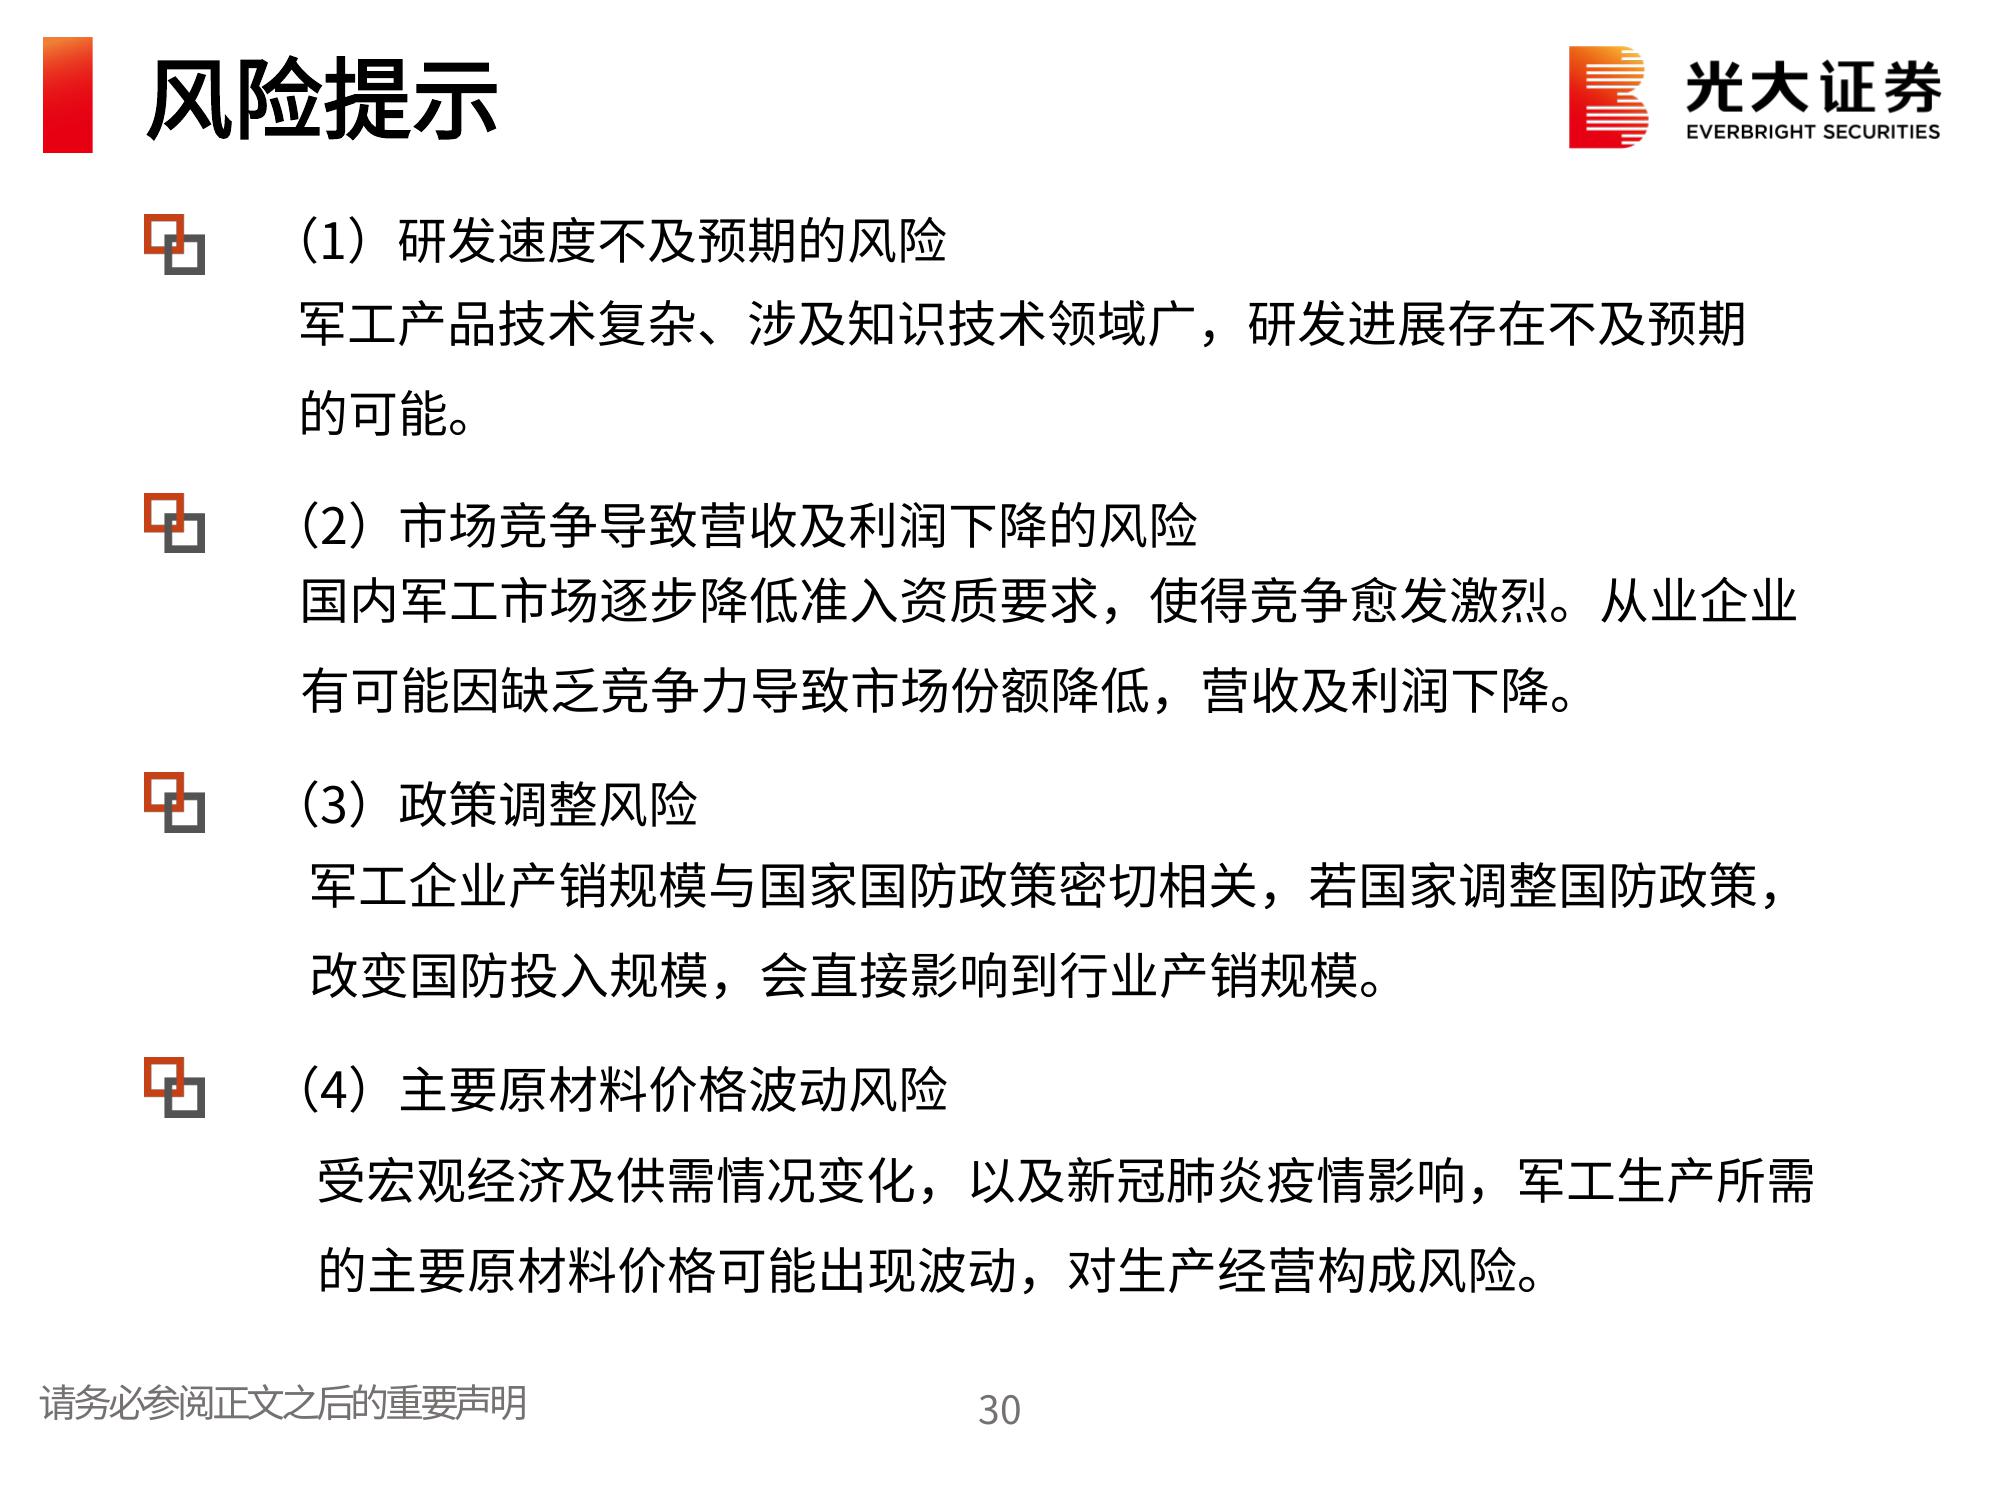 风险提示
光大证券
EVERBRIGHT SECURITIES
（1）研发速度不及预期的风险
军工产品技术复杂、涉及知识技术领域广，研发进展存在不及预期
的可能。
（2）市场竞争导致营收及利润下降的风险
国内军工市场逐步降低准入资质要求，使得竞争愈发激烈。从业企业
有可能因缺乏竞争力导致市场份额降低，营收及利润下降。
（3）政策调整风险
军工企业产销规模与国家国防政策密切相关，若国家调整国防政策，
改变国防投入规模，会直接影响到行业产销规模。
（4）主要原材料价格波动风险
受宏观经济及供需情况变化，以及新冠肺炎疫情影响，军工生产所需
的主要原材料价格可能出现波动，对生产经营构成风险。
请务必参阅正文之后的重要声明
30